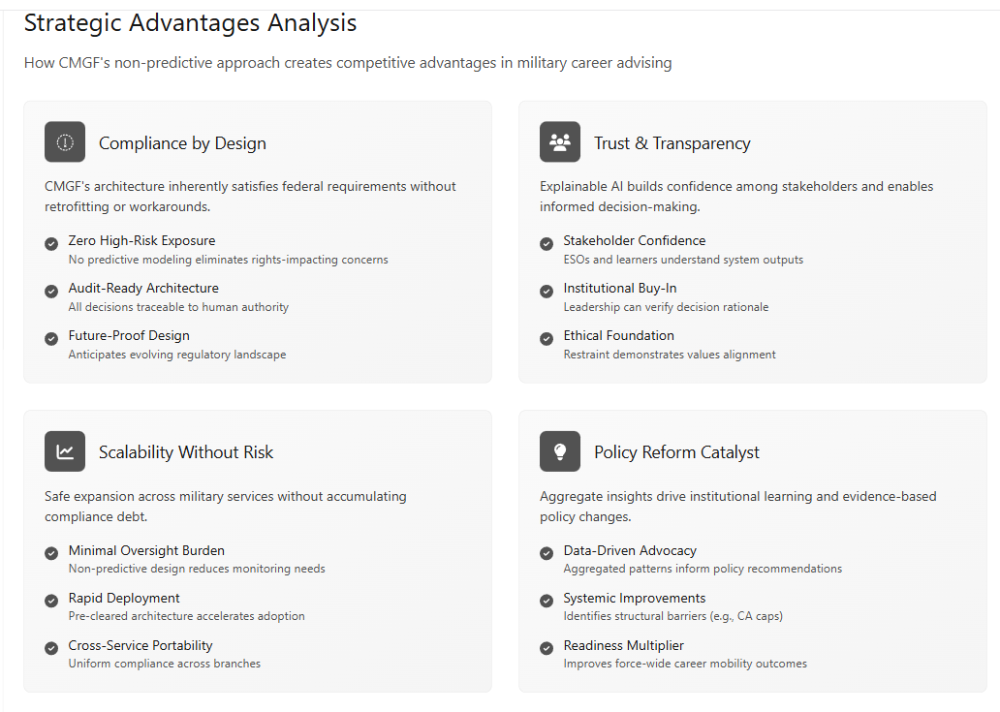 Strategic Advantages Analysis
How CMGF's non-predictive approach creates competitive advantages in military career advising
Compliance by Design
CMGF's architecture inherently satisfies federal requirements without
retrofitting or workarounds.
Zero High-Risk Exposure
No predictive modeling eliminates rights-impacting concerns
Audit-Ready Architecture
All decisions traceable to human authority
Future-Proof Design
Anticipates evolving regulatory landscape
Trust & Transparency
Explainable AI builds confidence among stakeholders and enables
informed decision-making.
Stakeholder Confidence
ESOs and learners understand system outputs
Institutional Buy-In
Leadership can verify decision rationale
Ethical Foundation
Restraint demonstrates values alignment
Scalability Without Risk
Safe expansion across military services without accumulating
compliance debt.
Minimal Oversight Burden
Non-predictive design reduces monitoring needs
Rapid Deployment
Pre-cleared architecture accelerates adoption
Cross-Service Portability
Uniform compliance across branches
Policy Reform Catalyst
Aggregate insights drive institutional learning and evidence-based
policy changes.
Data-Driven Advocacy
Aggregated patterns inform policy recommendations
Systemic Improvements
Identifies structural barriers (e.g., CA caps)
Readiness Multiplier
Improves force-wide career mobility outcomes